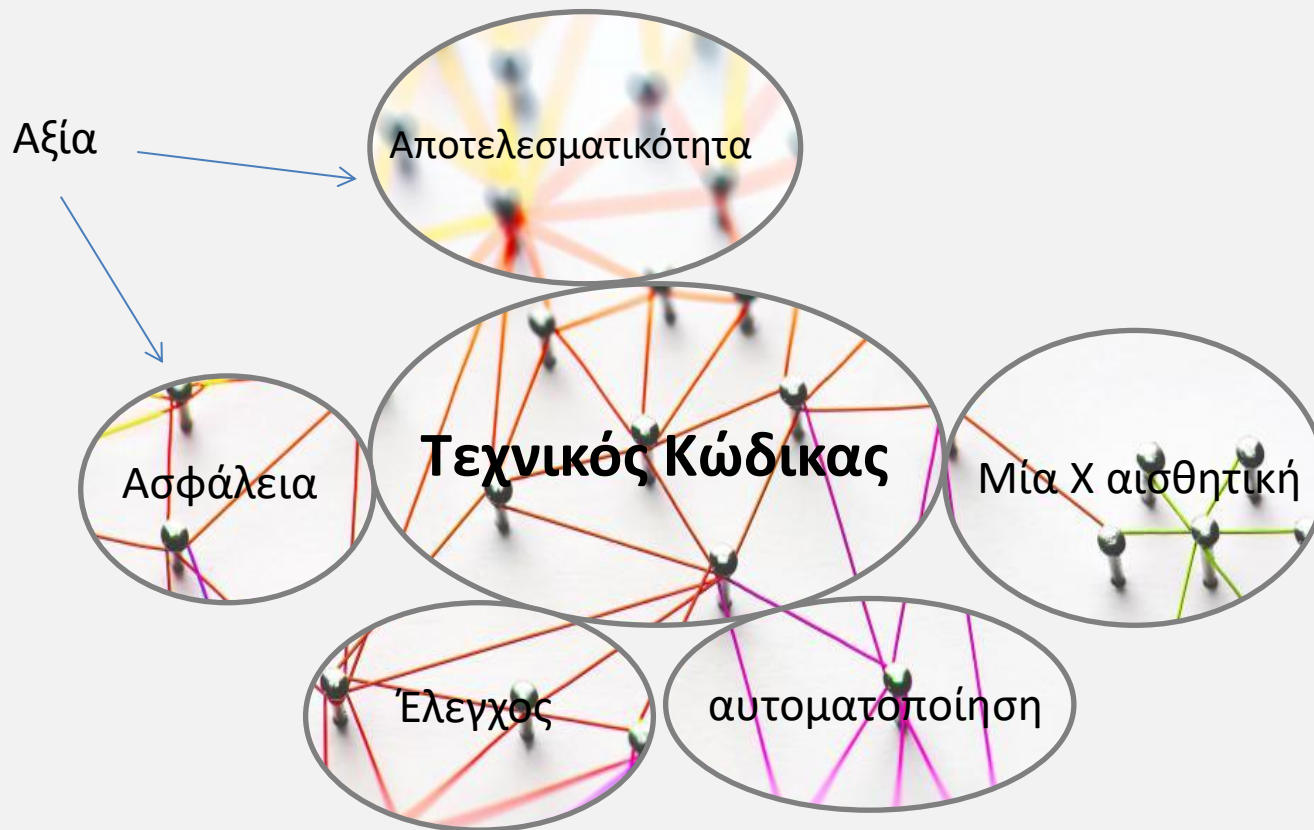 Αξία
Αποτελεσματικότητα
Τεχνικός Κώδικας
Ασφάλεια
Μία Χ αισθητική
Έλεγχος
αυτοματοποίηση